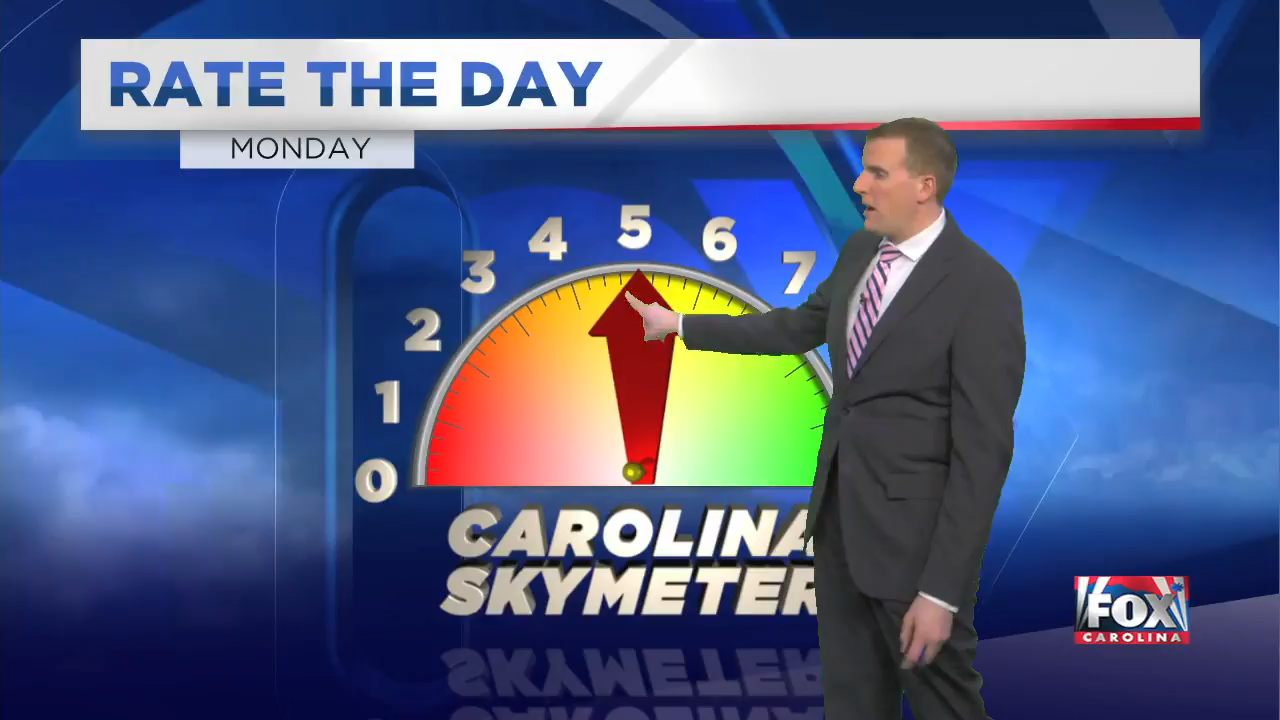 RATE THE DAY
MONDAY
0
1
2
3
4
5
6
7
CAROLINA
SKYMETER
FOX
CAROLINA